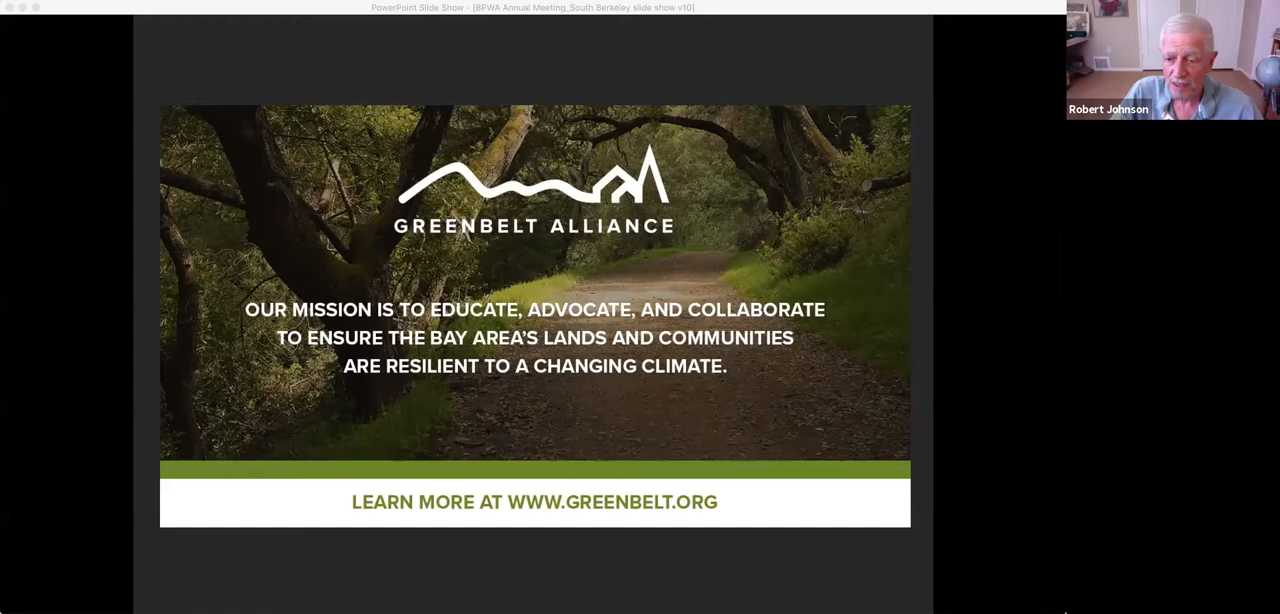 PowerPoint Slide Show - [BPWA Annual Meeting_South Berkeley slide show v10]
Robert Johnson
GREENBELT ALLIANCE
OUR MISSION IS TO EDUCATE, ADVOCATE, AND COLLABORATE
TO ENSURE THE BAY AREA'S LANDS AND COMMUNITIES
ARE RESILIENT TO A CHANGING CLIMATE.
LEARN MORE AT WWW.GREENBELT.ORG